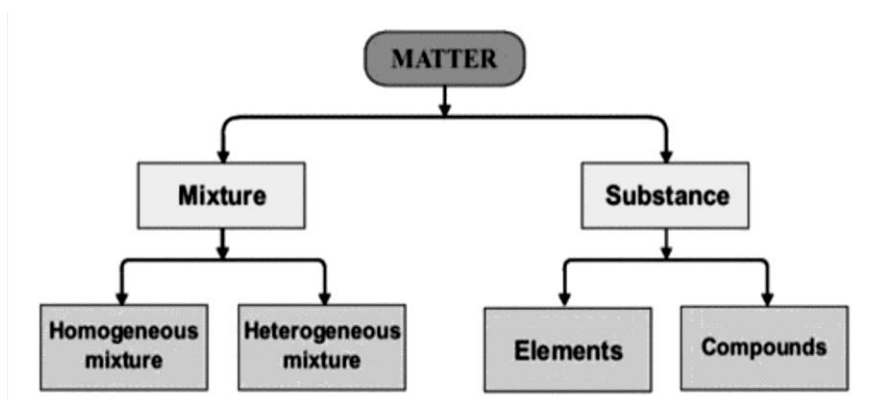 MATTER
Mixture
Substance
Homogeneous
mixture
Heterogeneous
mixture
Elements
Compounds